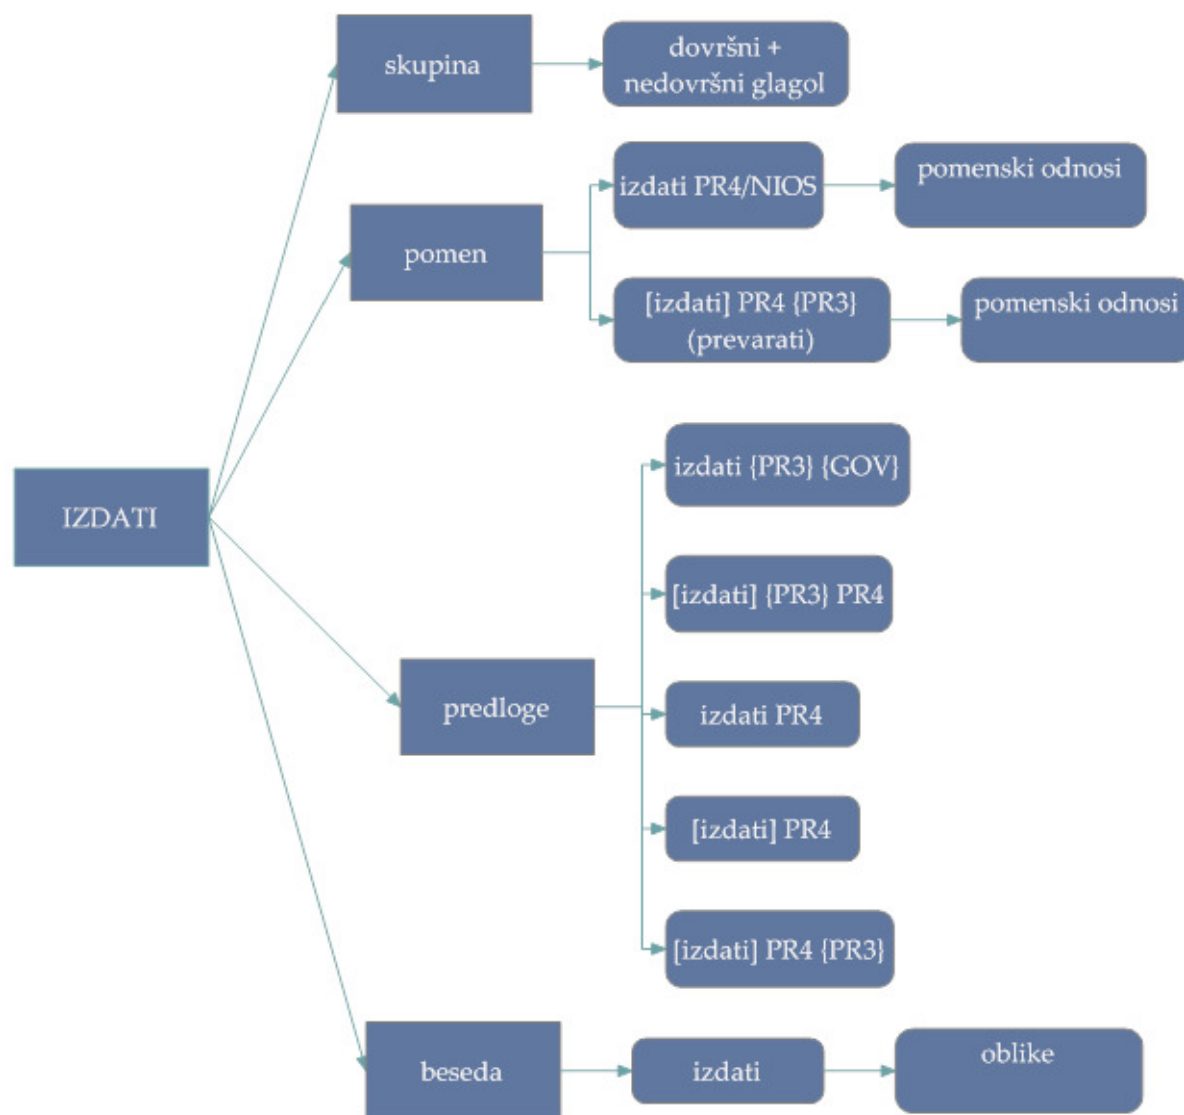 skupina
dovršni +
nedovršni glagol
pomen
izdati PR4/NIOS
pomenski odnosi
[izdati] PR4 {PR3}
(prevarati)
pomenski odnosi
IZDATI
predloge
izdati {PR3} {GOV}
[izdati] {PR3} PR4
izdati PR4
[izdati] PR4
[izdati] PR4 {PR3}
beseda
izdati
oblike